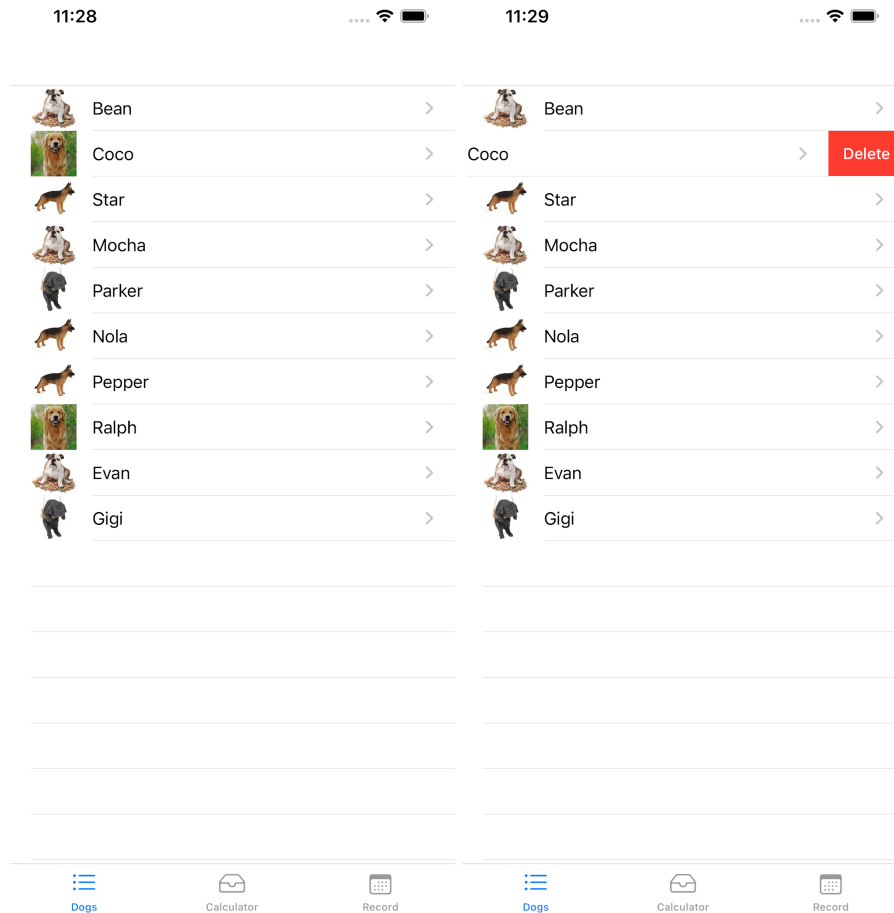 11:28
Bean
Coco
Star
Mocha
Parker
Nola
Pepper
Ralph
Evan
Gigi
Dogs Calculator Record
11:29
Bean
Coco Delete
Star
Mocha
Parker
Nola
Pepper
Ralph
Evan
Gigi
Dogs Calculator Record